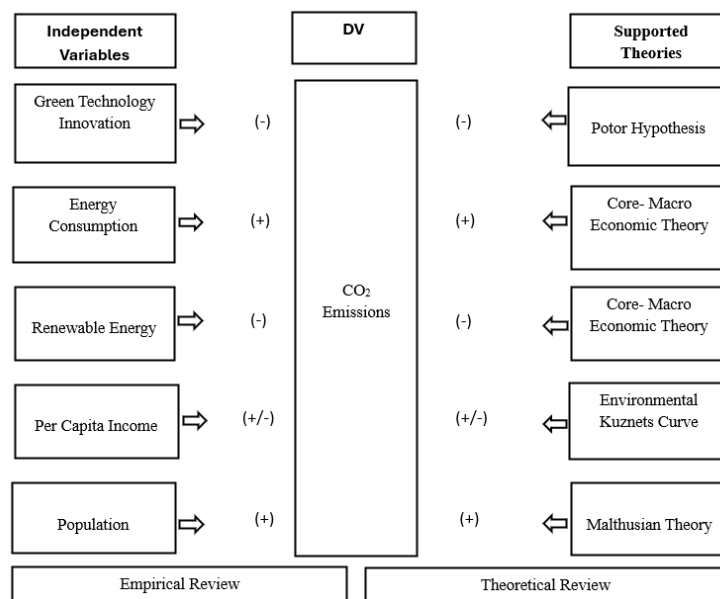 Independent
Variables
DV
Supported
Theories
Green Technology
Innovation
(-)
(-)
Potor Hypothesis
Energy
Consumption
(+)
(+)
Core- Macro
Economic Theory
CO₂
Emissions
Renewable Energy
(-)
(-)
Core- Macro
Economic Theory
Per Capita Income
(+/-)
(+/-)
Environmental
Kuznets Curve
Population
(+)
(+)
Malthusian Theory
Empirical Review
Theoretical Review